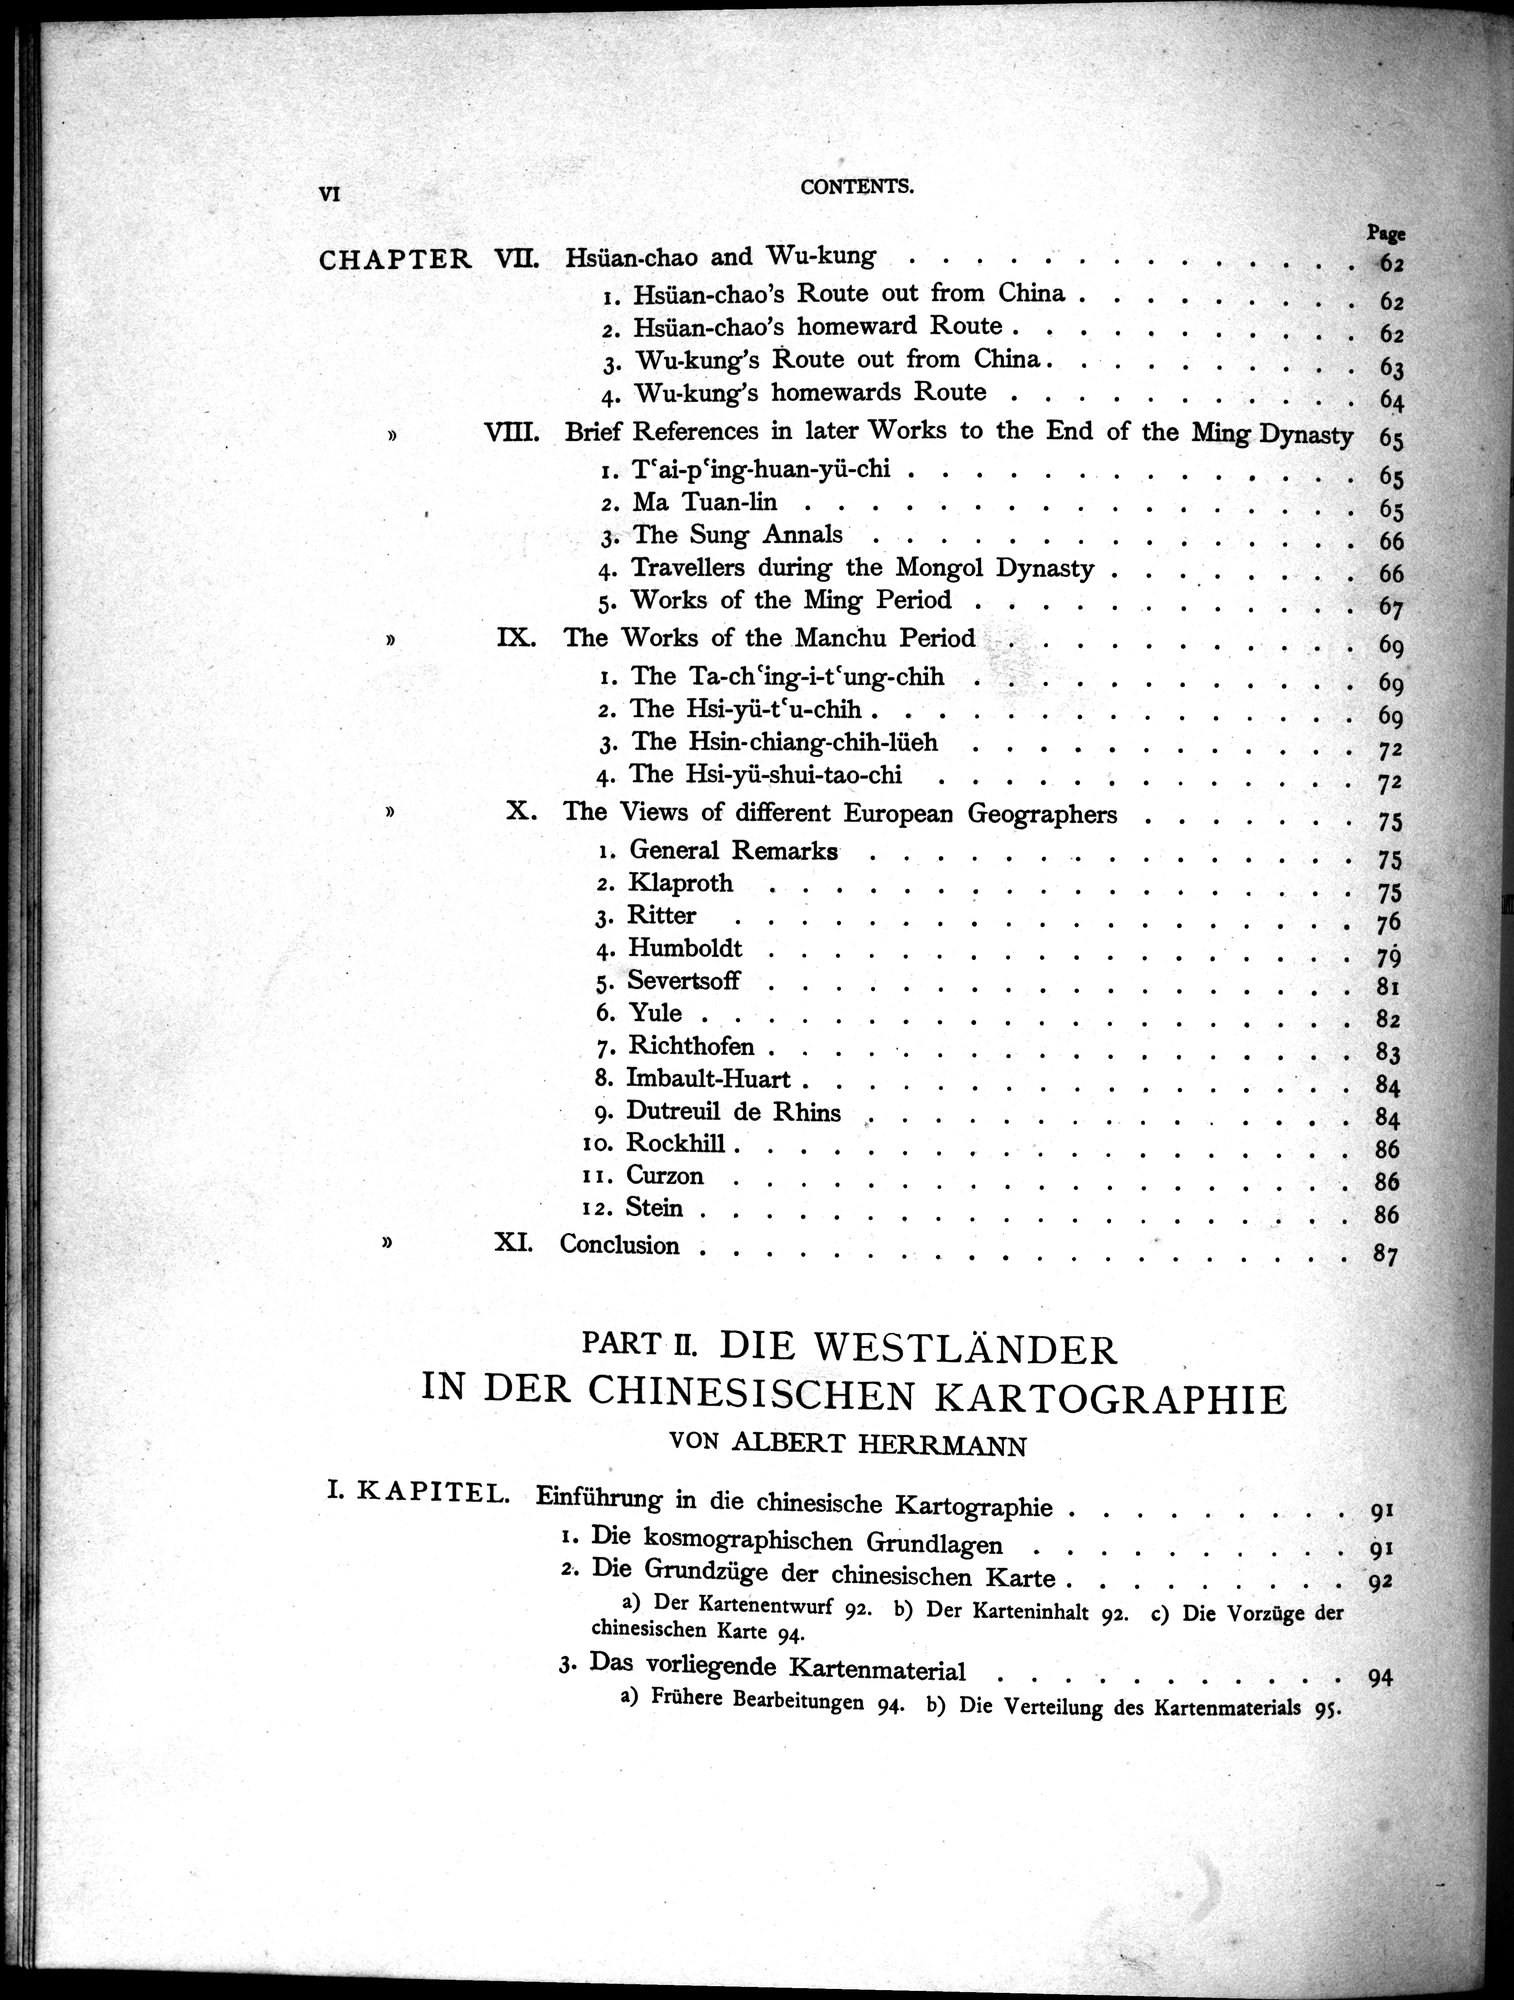 VI CONTENTS.
Page
CHAPTER VII. Hsüan-chao and Wu-kung . . . . . . . . . . . . . . 62
1. Hsüan-chao's Route out from China . . . . . . . . . 62
2. Hsüan-chao's homeward Route . . . . . . . . . . . 62
3. Wu-kung's Route out from China . . . . . . . . . . 63
4. Wu-kung's homewards Route . . . . . . . . . . . 64
» VIII. Brief References in later Works to the End of the Ming Dynasty 65
1. Tʿai-pʿing-huan-yü-chi . . . . . . . . . . . . . . 65
2. Ma Tuan-lin . . . . . . . . . . . . . . . . . 65
3. The Sung Annals . . . . . . . . . . . . . . . 66
4. Travellers during the Mongol Dynasty . . . . . . . . 66
5. Works of the Ming Period . . . . . . . . . . . . 67
» IX. The Works of the Manchu Period . . . . . . . . . . . 69
1. The Ta-chʿing-i-tʿung-chih . . . . . . . . . . . . 69
2. The Hsi-yü-tʿu-chih . . . . . . . . . . . . . . . 69
3. The Hsin-chiang-chih-lüeh . . . . . . . . . . . . 72
4. The Hsi-yü-shui-tao-chi . . . . . . . . . . . . . 72
» X. The Views of different European Geographers . . . . . . . 75
1. General Remarks . . . . . . . . . . . . . . . 75
2. Klaproth . . . . . . . . . . . . . . . . . . 75
3. Ritter . . . . . . . . . . . . . . . . . . . 76
4. Humboldt . . . . . . . . . . . . . . . . . . 79
5. Severtsoff . . . . . . . . . . . . . . . . . . 81
6. Yule . . . . . . . . . . . . . . . . . . . . 82
7. Richthofen . . . . . . . . . . . . . . . . . . 83
8. Imbault-Huart . . . . . . . . . . . . . . . . . 84
9. Dutreuil de Rhins . . . . . . . . . . . . . . . 84
10. Rockhill . . . . . . . . . . . . . . . . . . . 86
11. Curzon . . . . . . . . . . . . . . . . . . . 86
12. Stein . . . . . . . . . . . . . . . . . . . . 86
» XI. Conclusion . . . . . . . . . . . . . . . . . . . . 87
PART II. DIE WESTLÄNDER
IN DER CHINESISCHEN KARTOGRAPHIE
VON ALBERT HERRMANN
I. KAPITEL. Einführung in die chinesische Kartographie . . . . . . . . . 91
1. Die kosmographischen Grundlagen . . . . . . . . . . 91
2. Die Grundzüge der chinesischen Karte . . . . . . . . . 92
a) Der Kartenentwurf 92. b) Der Karteninhalt 92. c) Die Vorzüge der
chinesischen Karte 94.
3. Das vorliegende Kartenmaterial . . . . . . . . . . . 94
a) Frühere Bearbeitungen 94. b) Die Verteilung des Kartenmaterials 95.